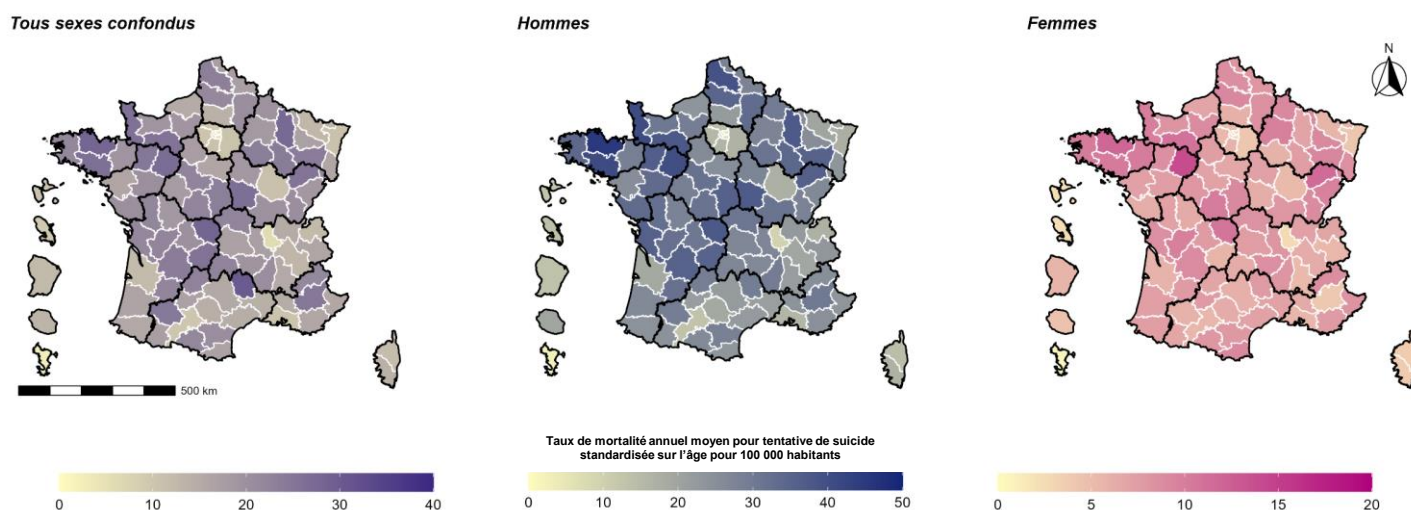 Tous sexes confondus
Hommes
Femmes
N
500 km
Taux de mortalité annuel moyen pour tentative de suicide
standardisée sur l'âge pour 100 000 habitants
0 10 20 30 40
0 10 20 30 40 50
0 5 10 15 20